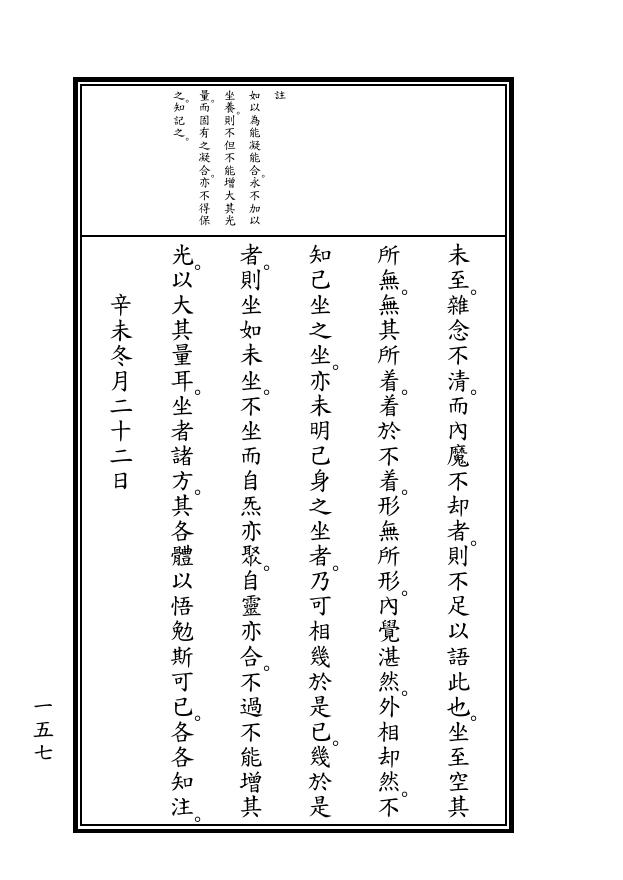 註
如以為能凝能合。永不加以
坐養。則不但不能增大其光
量。而固有之凝合。亦不得保
之。知記之。
未至。雜念不清。而內魔不却者。則不足以語此也。坐至空其
所無。無其所着。着於不着。形無所形。內覺湛然。外相却然。不
知己坐之坐。亦未明己身之坐者。乃可相幾於是已。幾於是
者。則坐如未坐。不坐而自炁亦聚。自靈亦合。不過不能增其
光。以大其量耳。坐者諸方。其各體以悟勉斯可已。各各知注。
辛未冬月二十二日
一五七